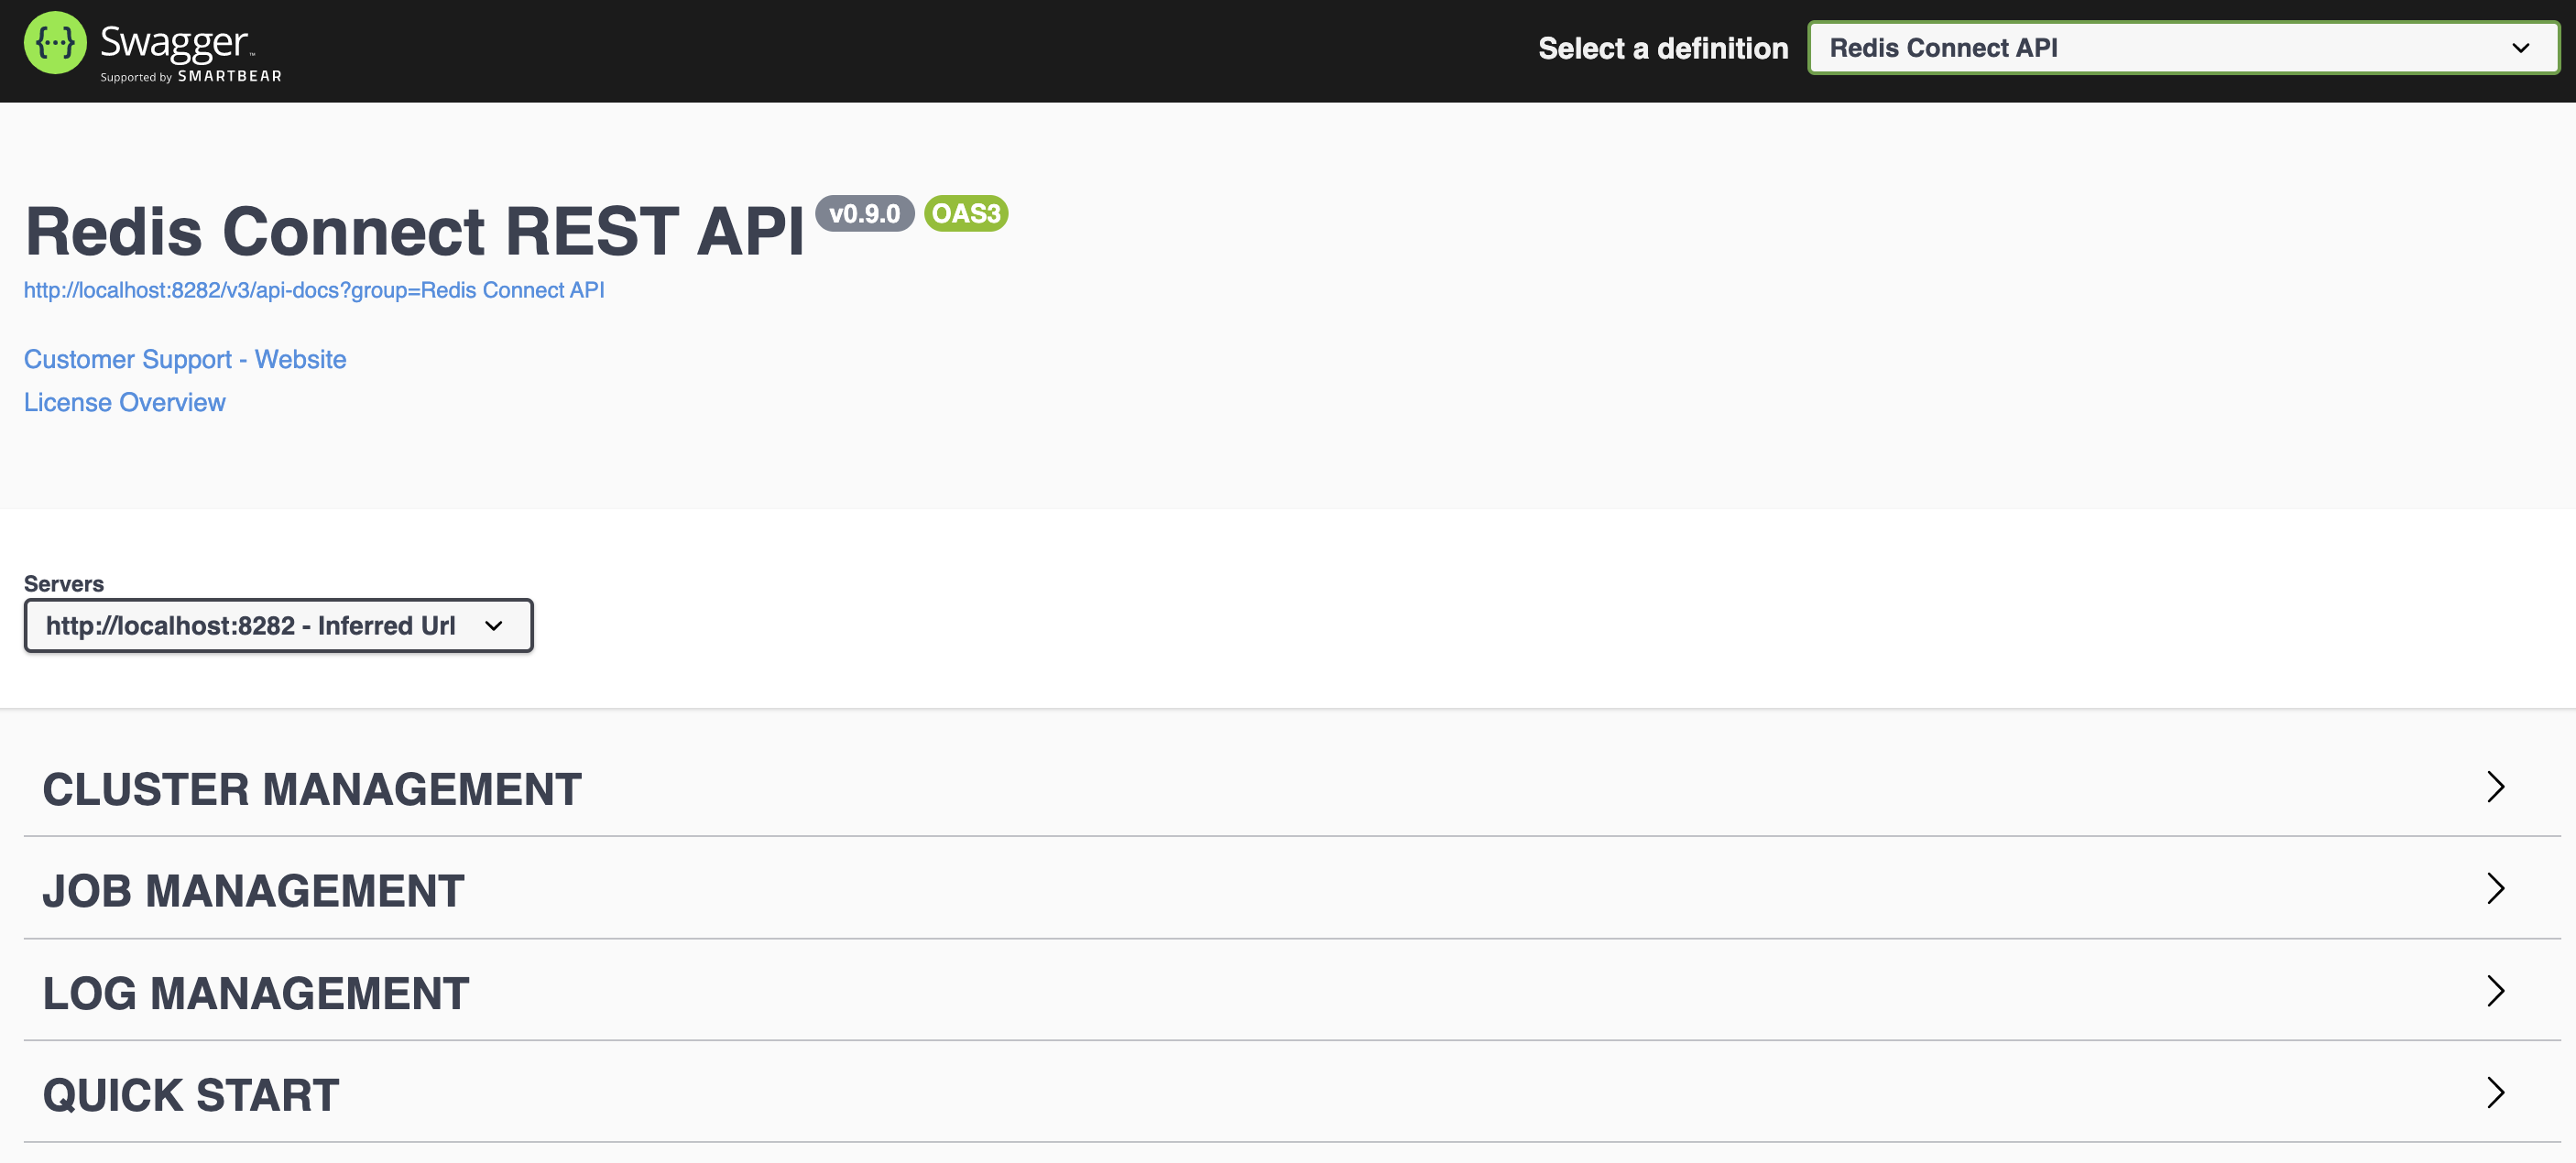 {...} Swagger™
Supported by SMARTBEAR
Select a definition
Redis Connect API
Redis Connect REST API v0.9.0 OAS3
http://localhost:8282/v3/api-docs?group=Redis Connect API
Customer Support - Website
License Overview
Servers
http://localhost:8282 - Inferred Url
CLUSTER MANAGEMENT
JOB MANAGEMENT
LOG MANAGEMENT
QUICK START